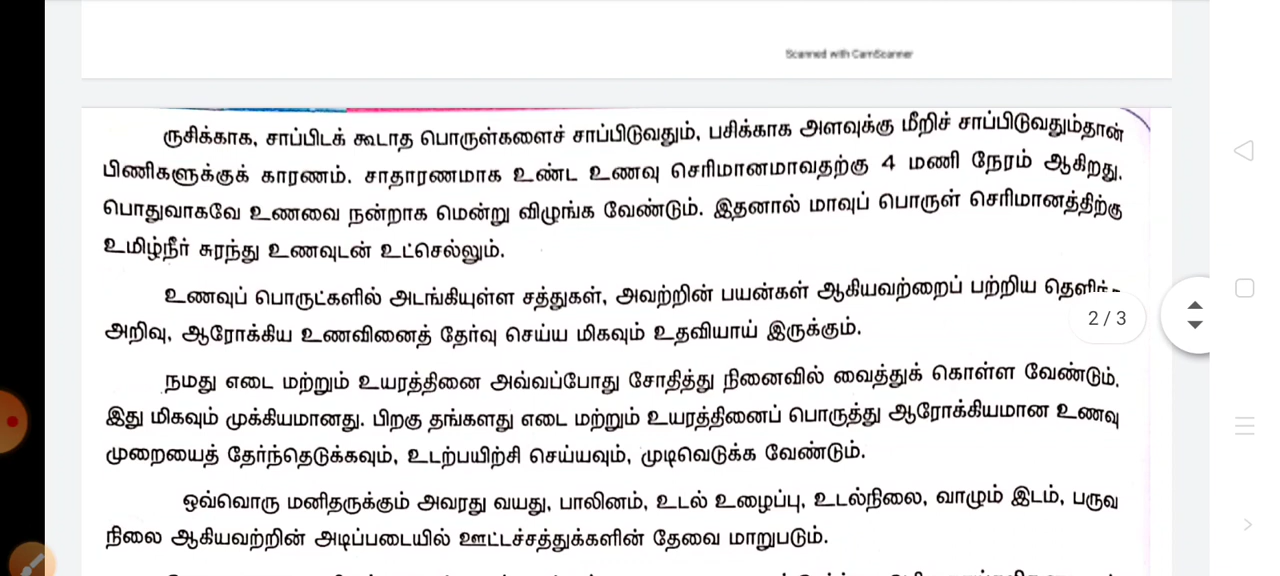 Scanned with CamScanner
ருசிக்காக, சாப்பிடக் கூடாத பொருள்களைச் சாப்பிடுவதும், பசிக்காக அளவுக்கு மீறிச் சாப்பிடுவதும்தான்
பிணிகளுக்குக் காரணம். சாதாரணமாக உண்ட உணவு செரிமானமாவதற்கு 4 மணி நேரம் ஆகிறது.
பொதுவாகவே உணவை நன்றாக மென்று விழுங்க வேண்டும். இதனால் மாவுப் பொருள் செரிமானத்திற்கு
உமிழ்நீர் சுரந்து உணவுடன் உட்செல்லும்.
உணவுப் பொருட்களில் அடங்கியுள்ள சத்துகள், அவற்றின் பயன்கள் ஆகியவற்றைப் பற்றிய
2 / 3
அறிவு, ஆரோக்கிய உணவினைத் தேர்வு செய்ய மிகவும் உதவியாய் இருக்கும்.
நமது எடை மற்றும் உயரத்தினை அவ்வப்போது சோதித்து நினைவில் வைத்துக் கொள்ள வேண்டும்.
இது மிகவும் முக்கியமானது. பிறகு தங்களது எடை மற்றும் உயரத்தினைப் பொருத்து ஆரோக்கியமான உணவு
முறையைத் தேர்ந்தெடுக்கவும், உடற்பயிற்சி செய்யவும், முடிவெடுக்க வேண்டும்.
ஒவ்வொரு மனிதருக்கும் அவரது வயது, பாலினம், உடல் உழைப்பு, உடல்நிலை, வாழும் இடம், பருவ
நிலை ஆகியவற்றின் அடிப்படையில் ஊட்டச்சத்துக்களின் தேவை மாறுபடும்.